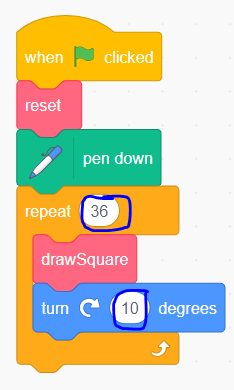 when clicked
reset
pen down
repeat 36
drawSquare
turn 10 degrees